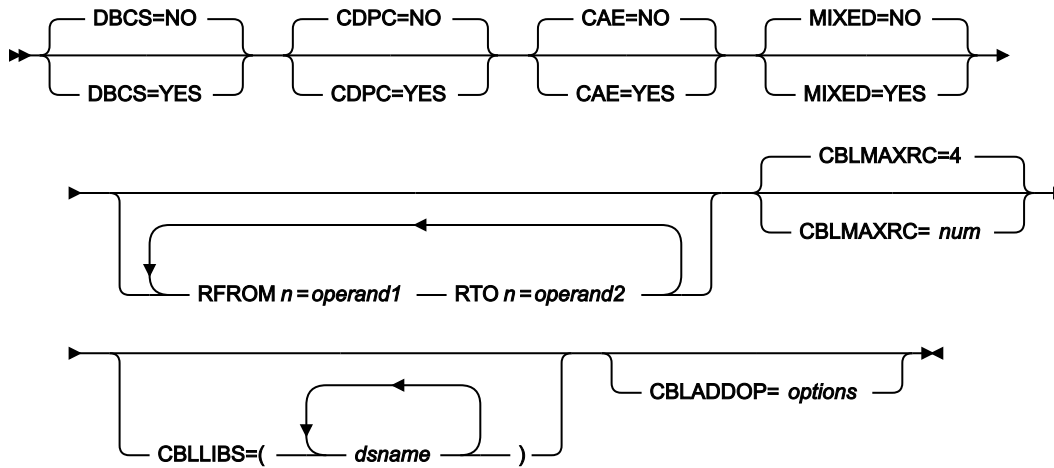 DBCS=NO CDPC=NO CAE=NO MIXED=NO
DBCS=YES CDPC=YES CAE=YES MIXED=YES
CBLMAXRC=4
CBLMAXRC= num
RFROM n=operand1 RTO n=operand2
CBLADDOP= options
CBLLIBS=( dsname )